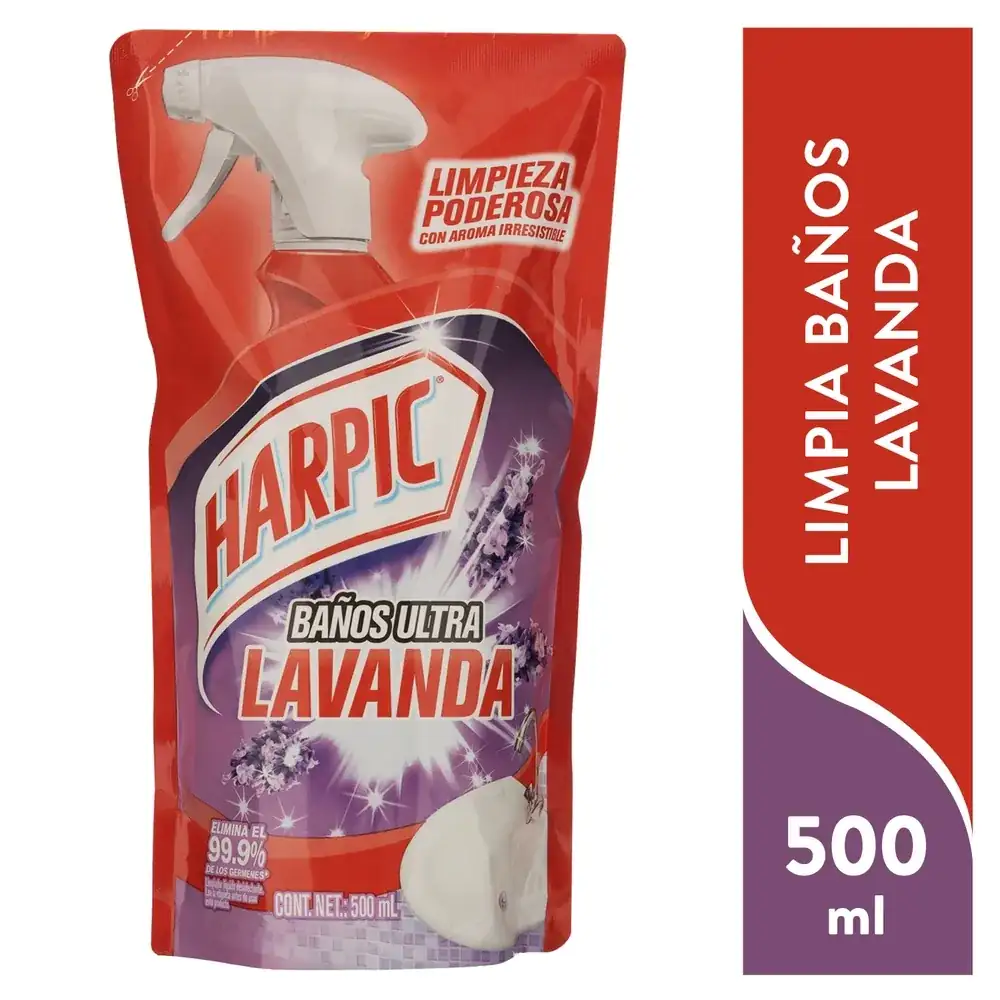 LIMPIEZA
PODEROSA
CON AROMA IRRESISTIBLE
HARPIC®
BAÑOS ULTRA
LAVANDA
ELIMINA EL
99.9%
DE LOS GÉRMENES*
CONT. NET.: 500 mL
LIMPIA BAÑOS
LAVANDA
500
ml